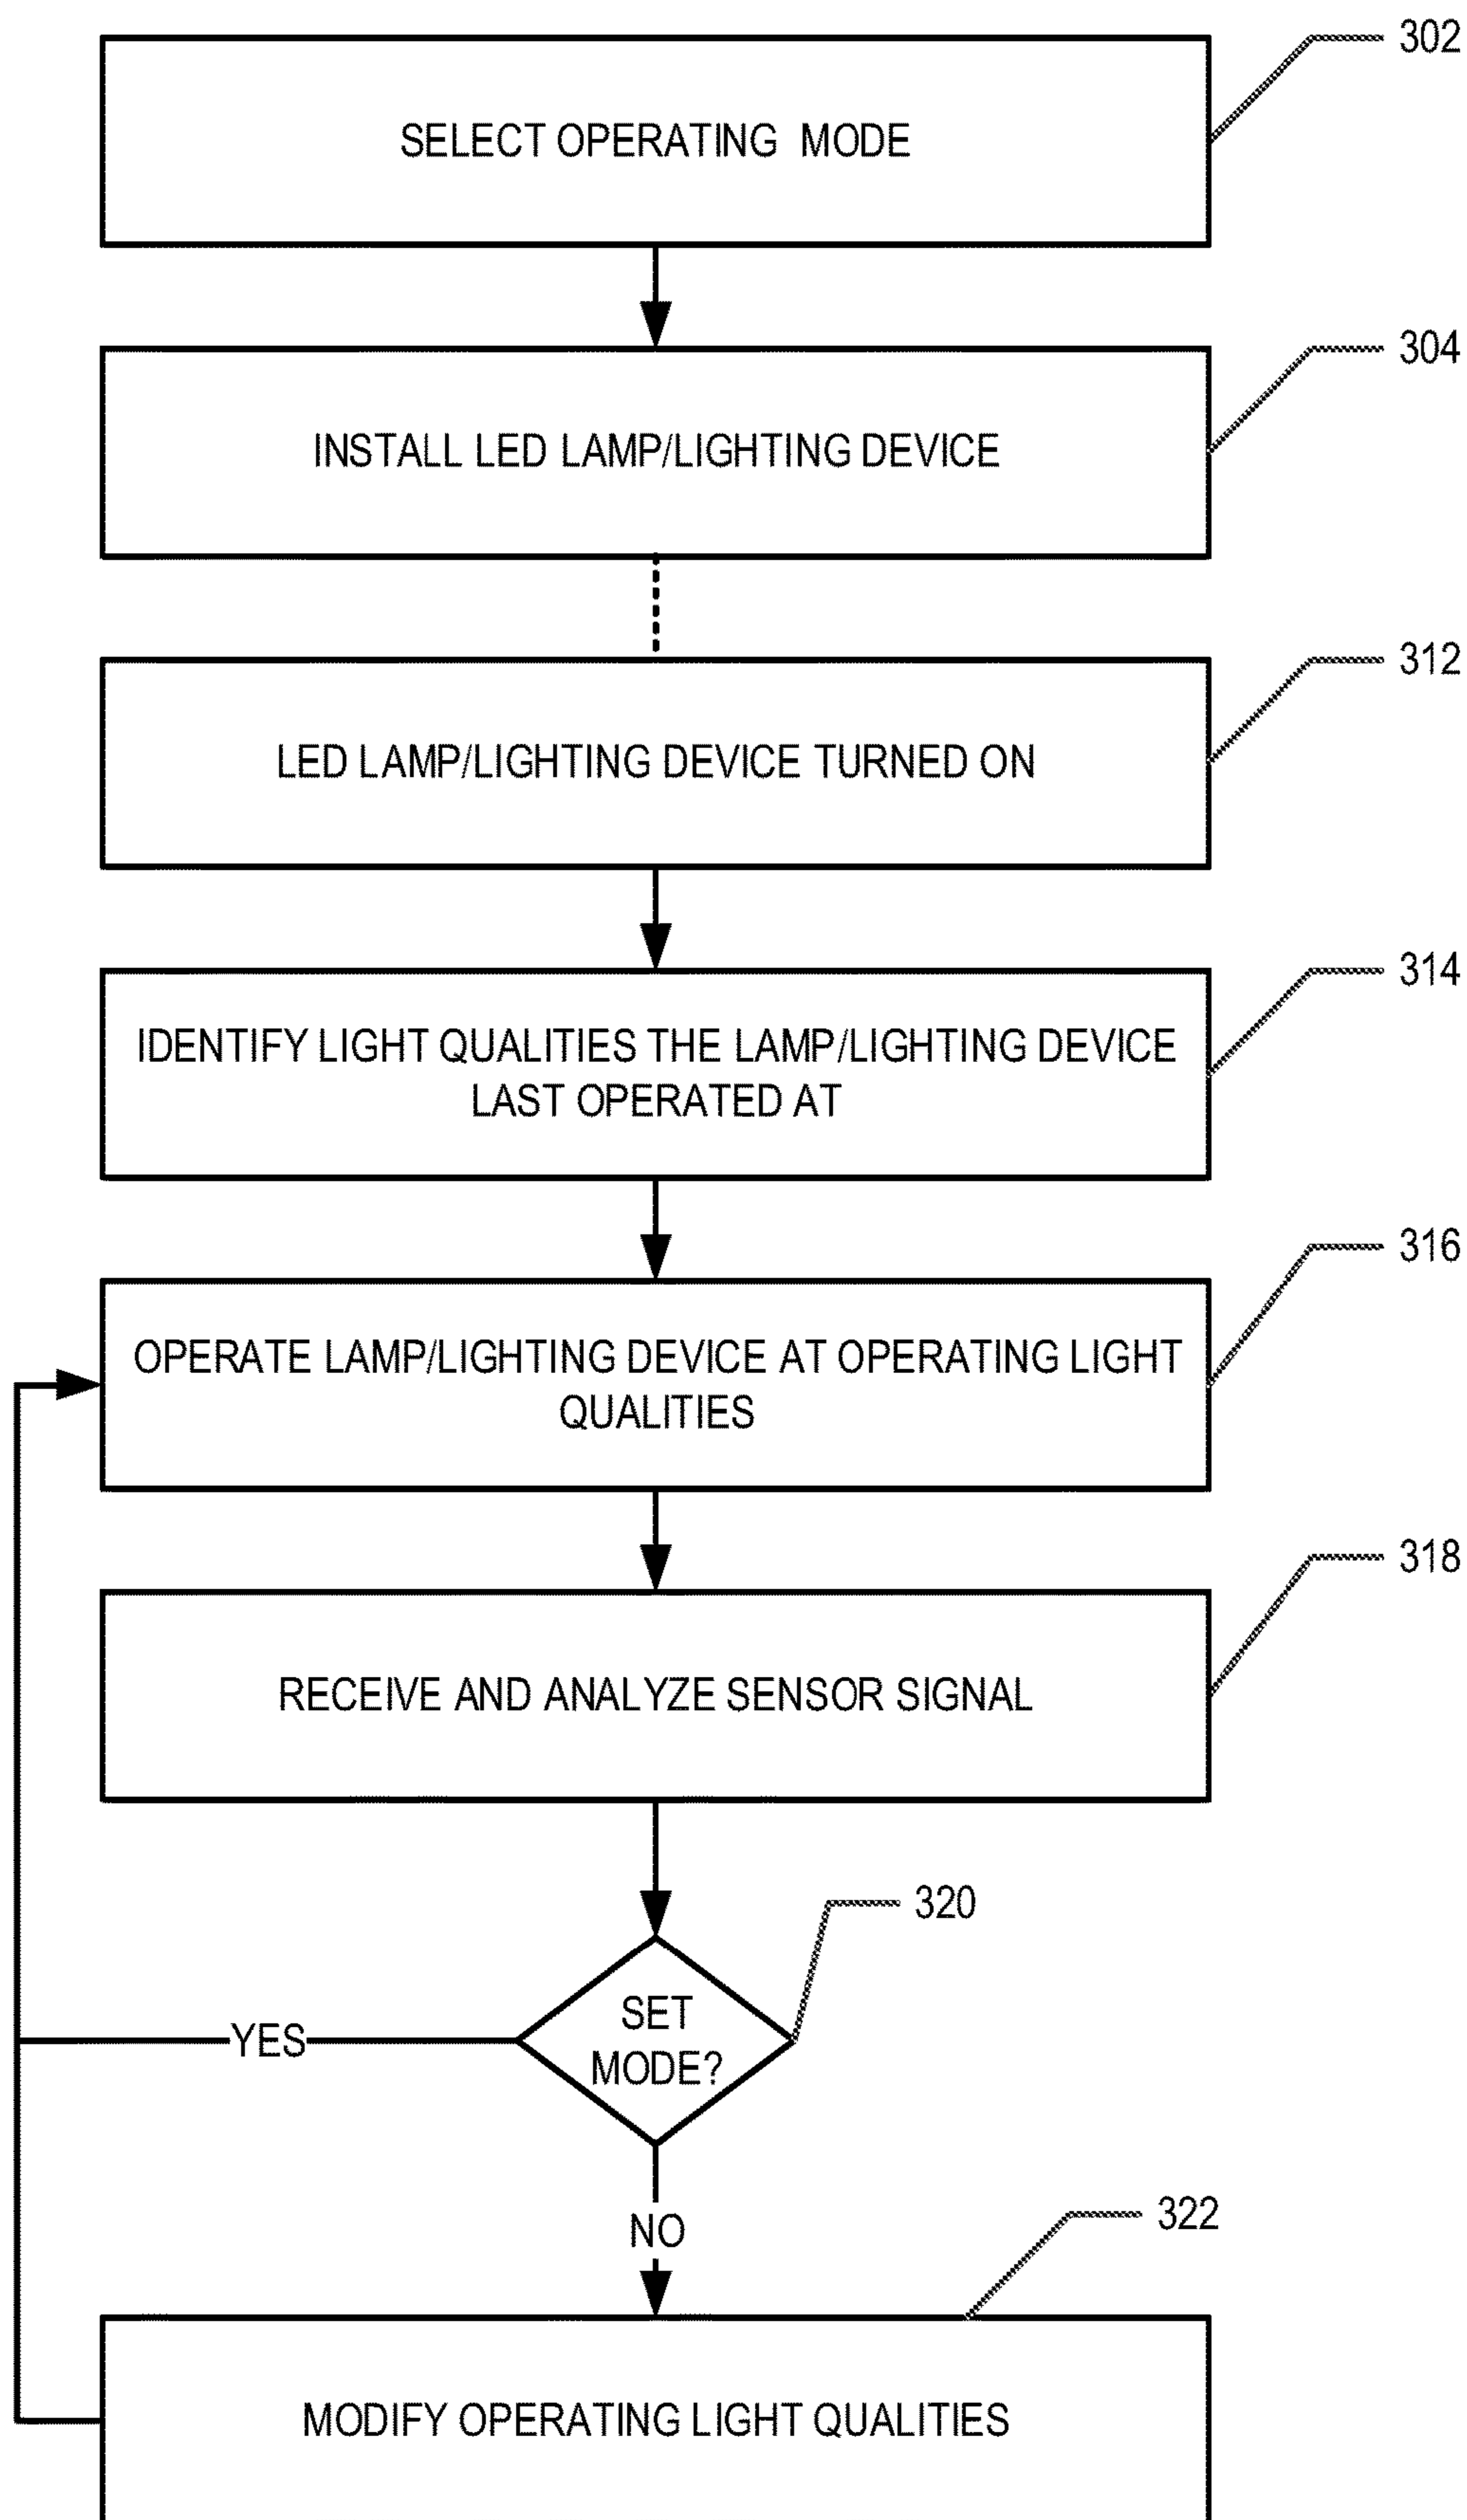 302
SELECT OPERATING MODE
304
INSTALL LED LAMP/LIGHTING DEVICE
312
LED LAMP/LIGHTING DEVICE TURNED ON
314
IDENTIFY LIGHT QUALITIES THE LAMP/LIGHTING DEVICE
LAST OPERATED AT
316
OPERATE LAMP/LIGHTING DEVICE AT OPERATING LIGHT
QUALITIES
318
RECEIVE AND ANALYZE SENSOR SIGNAL
320
SET
MODE?
YES
NO
322
MODIFY OPERATING LIGHT QUALITIES